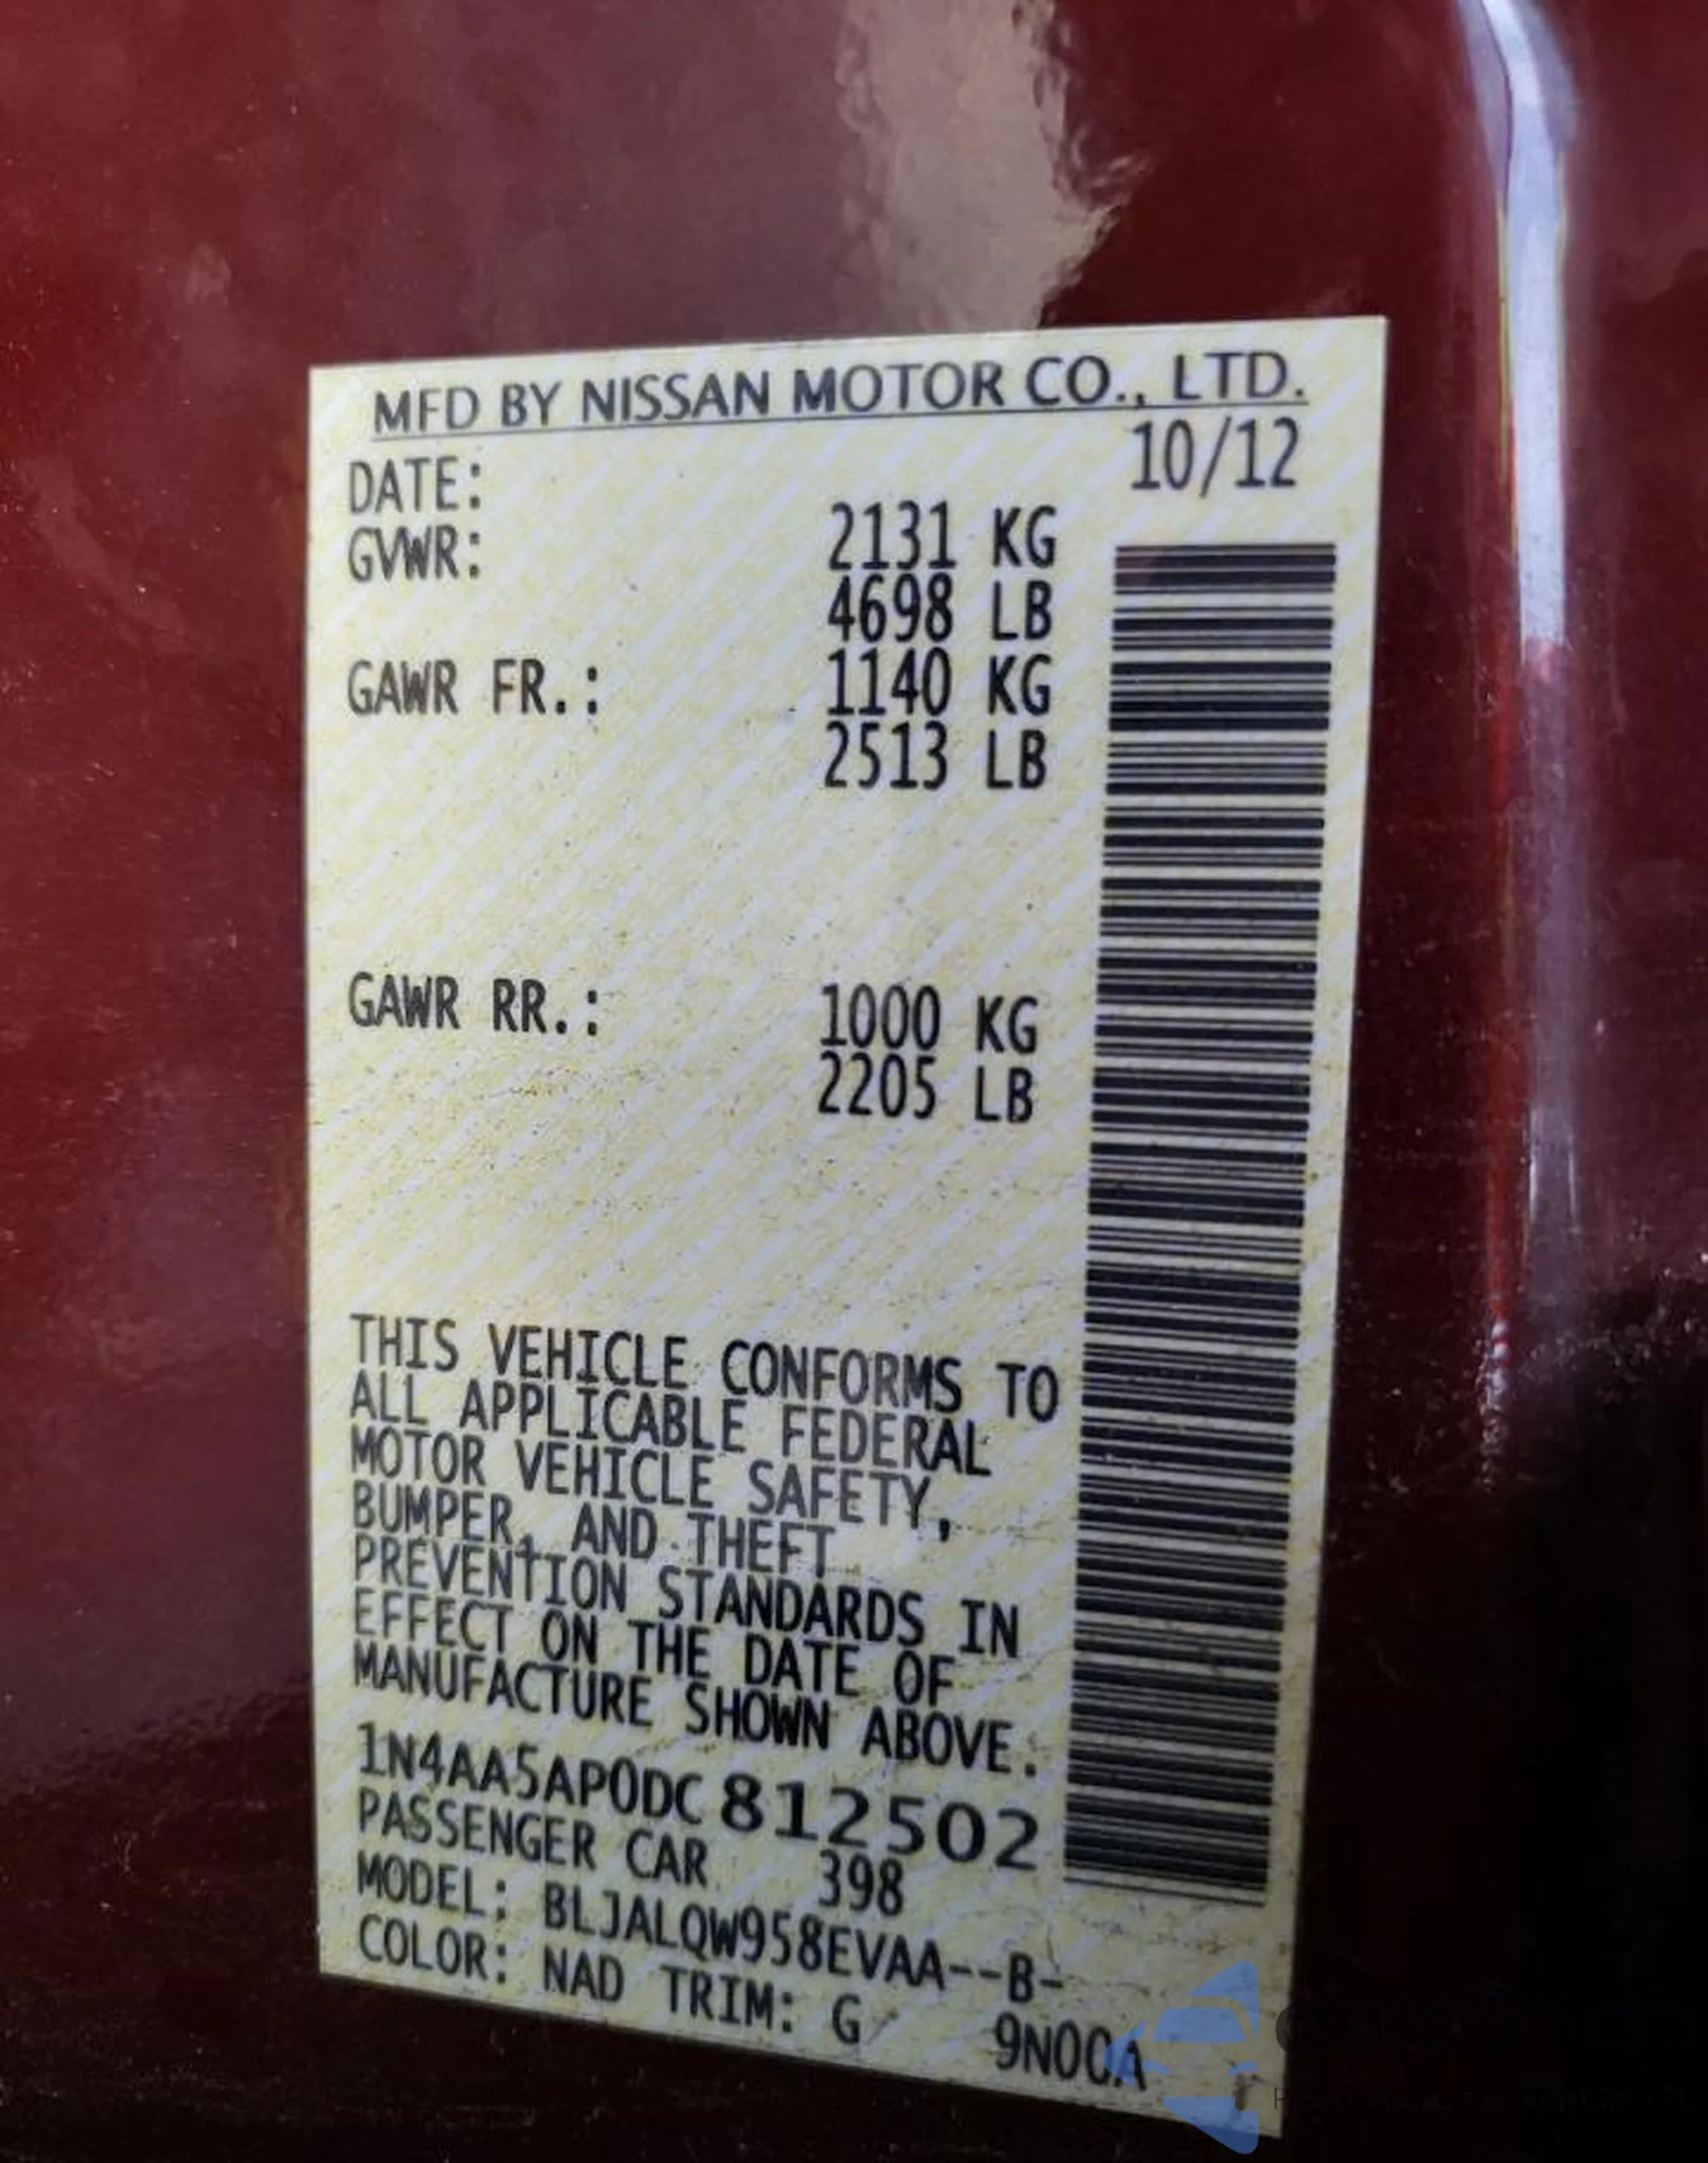 MFD BY NISSAN MOTOR CO., LTD.
DATE: 10/12
GVWR: 2131 KG
4698 LB
GAWR FR.: 1140 KG
2513 LB
GAWR RR.: 1000 KG
2205 LB
THIS VEHICLE CONFORMS TO
ALL APPLICABLE FEDERAL
MOTOR VEHICLE SAFETY,
BUMPER, AND THEFT
PREVENTION STANDARDS IN
EFFECT ON THE DATE OF
MANUFACTURE SHOWN ABOVE.
1N4AA5AP0DC812502
PASSENGER CAR 398
MODEL: BLJALQW958EVAA--B-
COLOR: NAD TRIM: G 9N00A